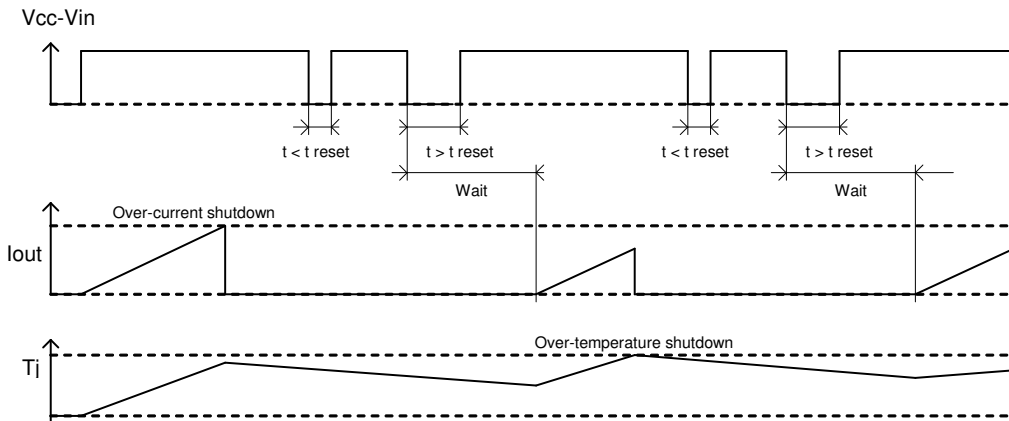 Vcc-Vin
t < t reset
t > t reset
t < t reset
t > t reset
Wait
Wait
Over-current shutdown
Iout
Over-temperature shutdown
Tj